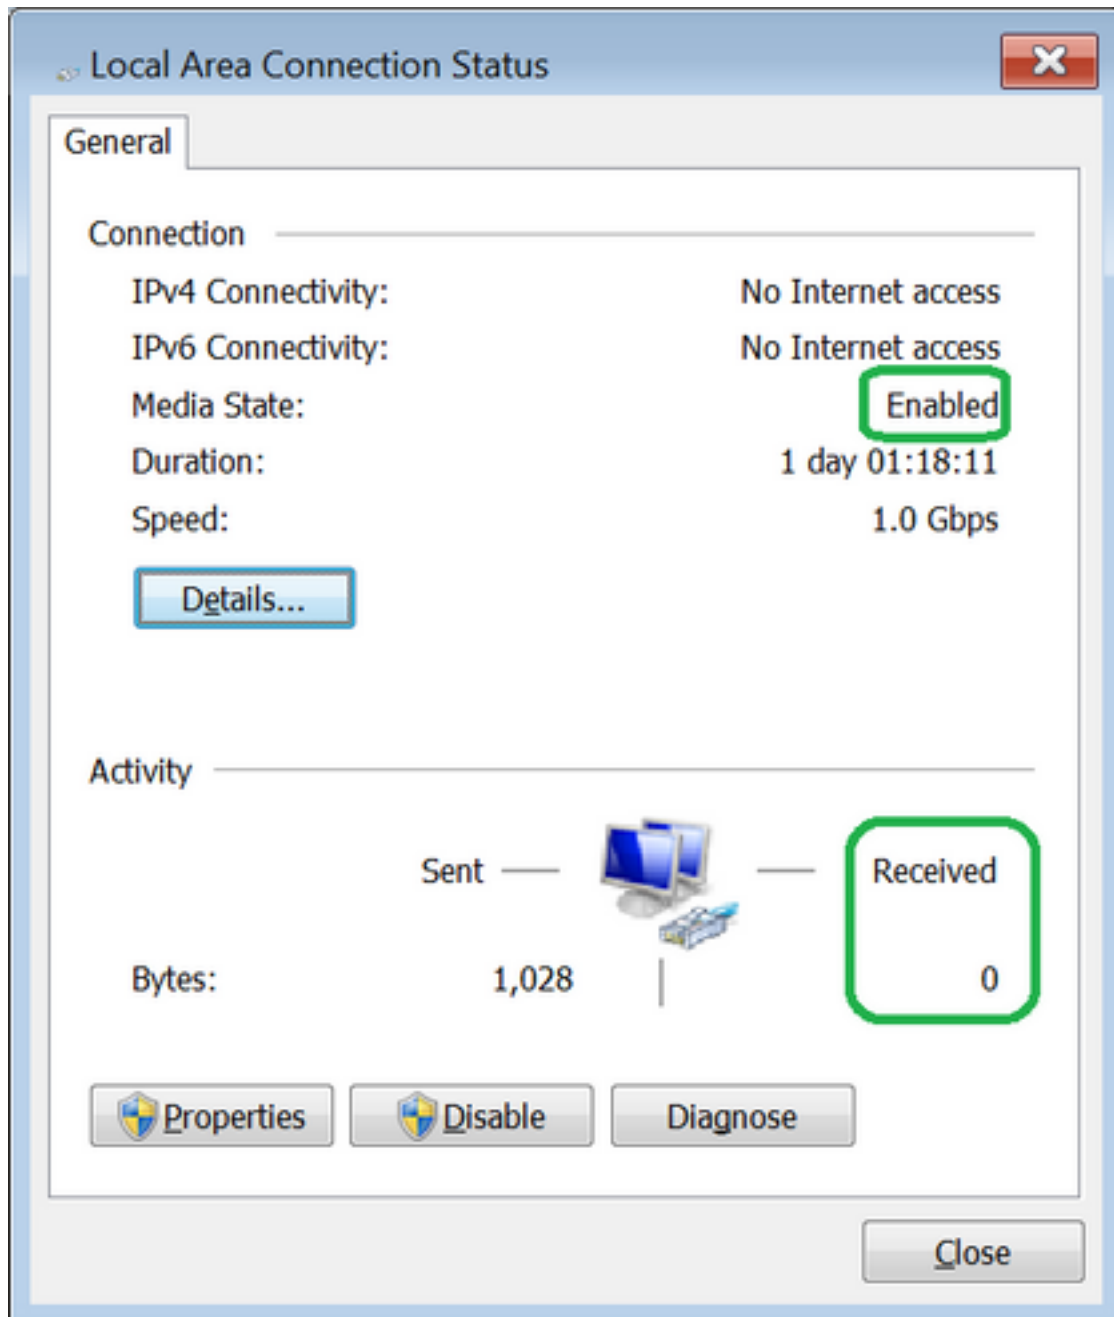 Local Area Connection Status
General
Connection
IPv4 Connectivity: No Internet access
IPv6 Connectivity: No Internet access
Media State: Enabled
Duration: 1 day 01:18:11
Speed: 1.0 Gbps
Details...
Activity
Sent Received
Bytes: 1,028 0
Properties Disable Diagnose
Close